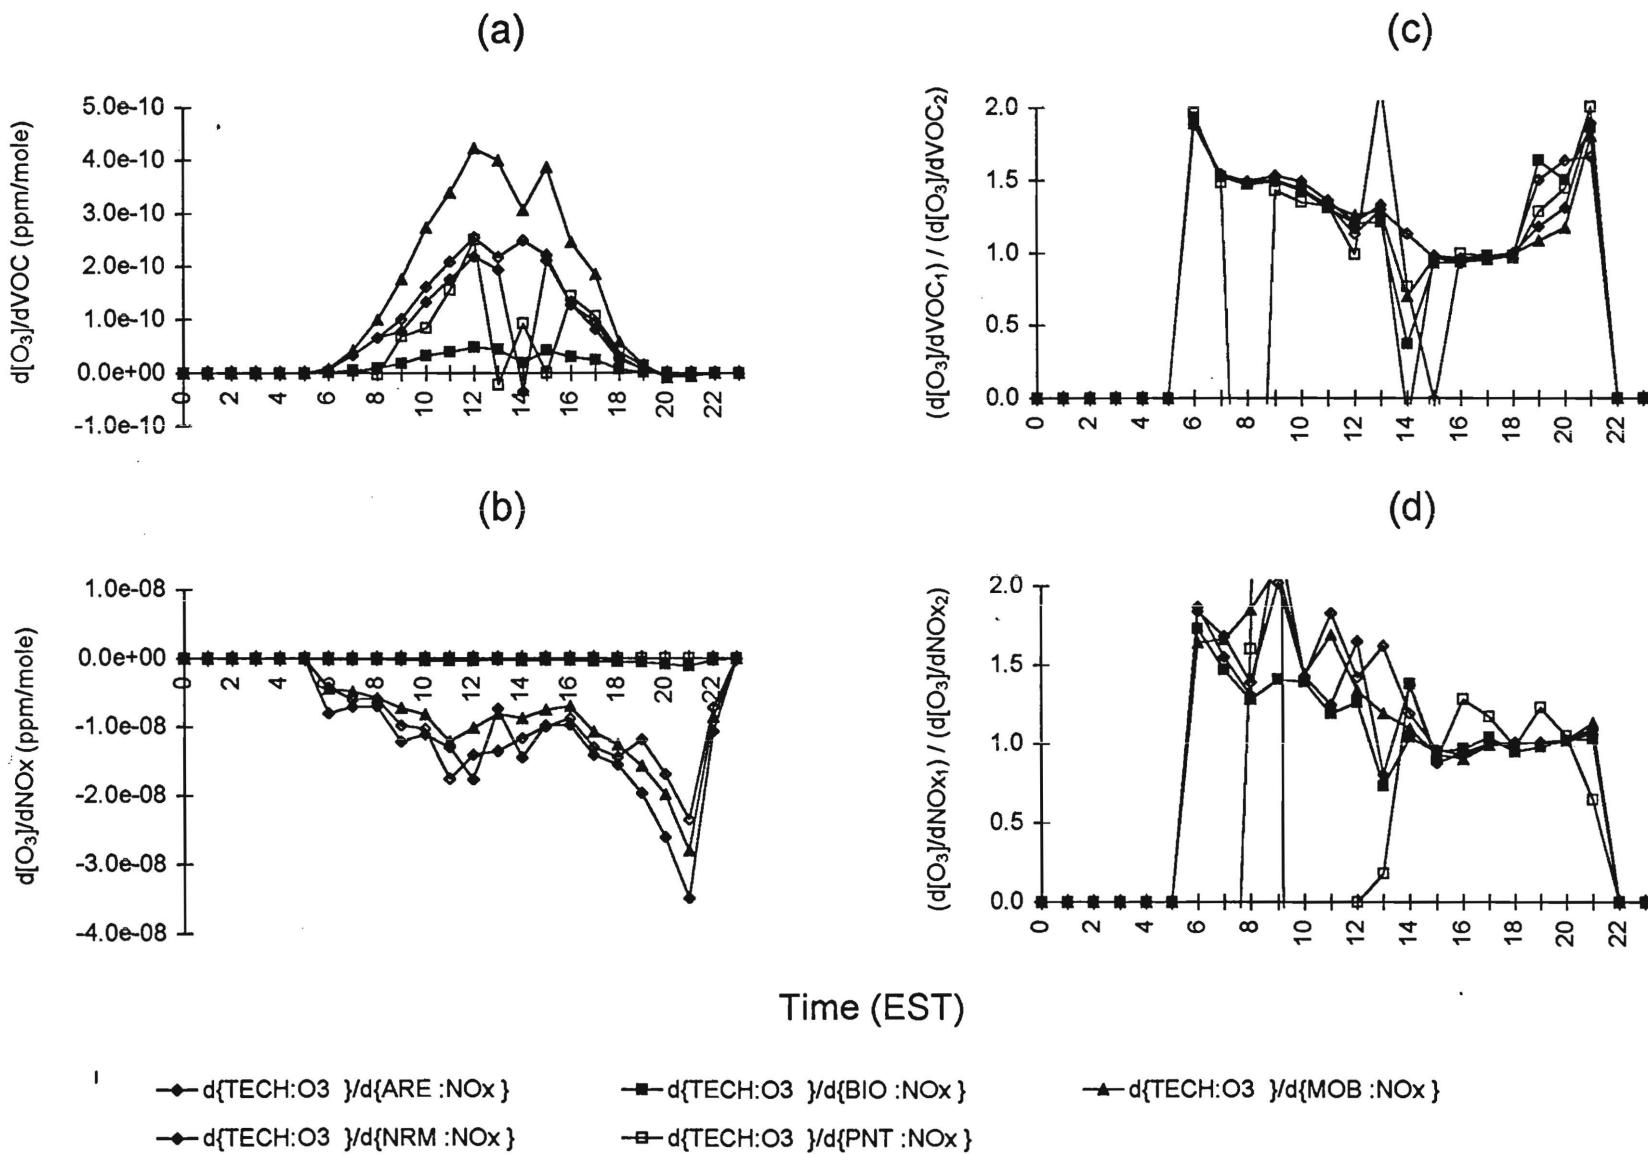 (a)
d[O₃]/dVOC (ppm/mole)
5.0e-10
4.0e-10
3.0e-10
2.0e-10
1.0e-10
0.0e+00
-1.0e-10
0 2 4 6 8 10 12 14 16 18 20 22
(c)
(d[O₃]/dVOC₁) / (d[O₃]/dVOC₂)
2.0
1.5
1.0
0.5
0.0
0 2 4 6 8 10 12 14 16 18 20 22
(b)
d[O₃]/dNOx (ppm/mole)
1.0e-08
0.0e+00
-1.0e-08
-2.0e-08
-3.0e-08
-4.0e-08
0 2 4 6 8 10 12 14 16 18 20 22
(d)
(d[O₃]/dNOx₁) / (d[O₃]/dNOx₂)
2.0
1.5
1.0
0.5
0.0
0 2 4 6 8 10 12 14 16 18 20 22
Time (EST)
d{TECH:O3 }/d{ARE :NOx}
d{TECH:O3 }/d{BIO :NOx}
d{TECH:O3 }/d{MOB :NOx}
d{TECH:O3 }/d{NRM :NOx}
d{TECH:O3 }/d{PNT :NOx}